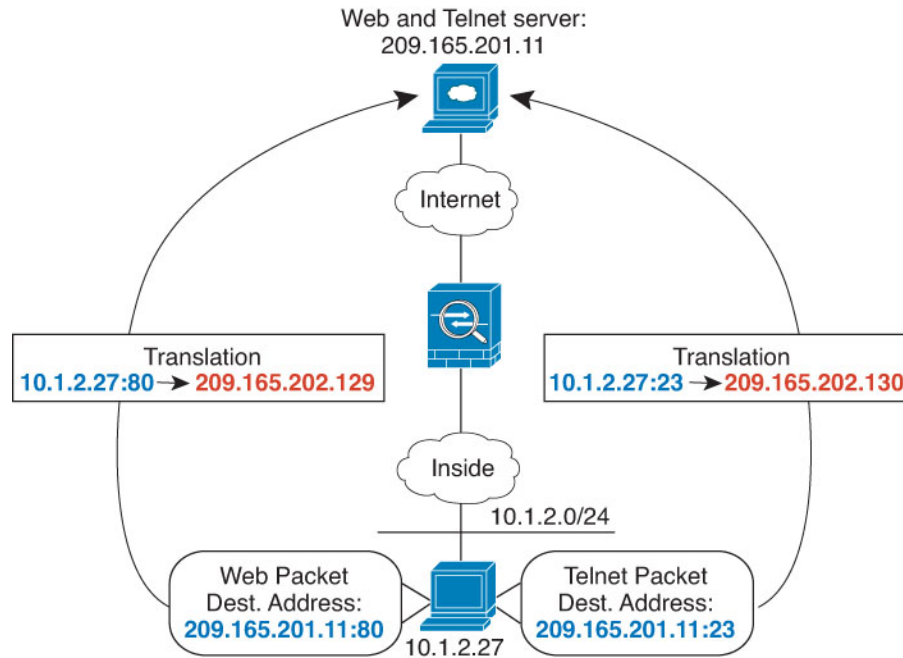 Web and Telnet server:
209.165.201.11
Internet
Translation
10.1.2.27:80 → 209.165.202.129
Translation
10.1.2.27:23 → 209.165.202.130
Inside
10.1.2.0/24
Web Packet
Dest. Address:
209.165.201.11:80
Telnet Packet
Dest. Address:
209.165.201.11:23
10.1.2.27